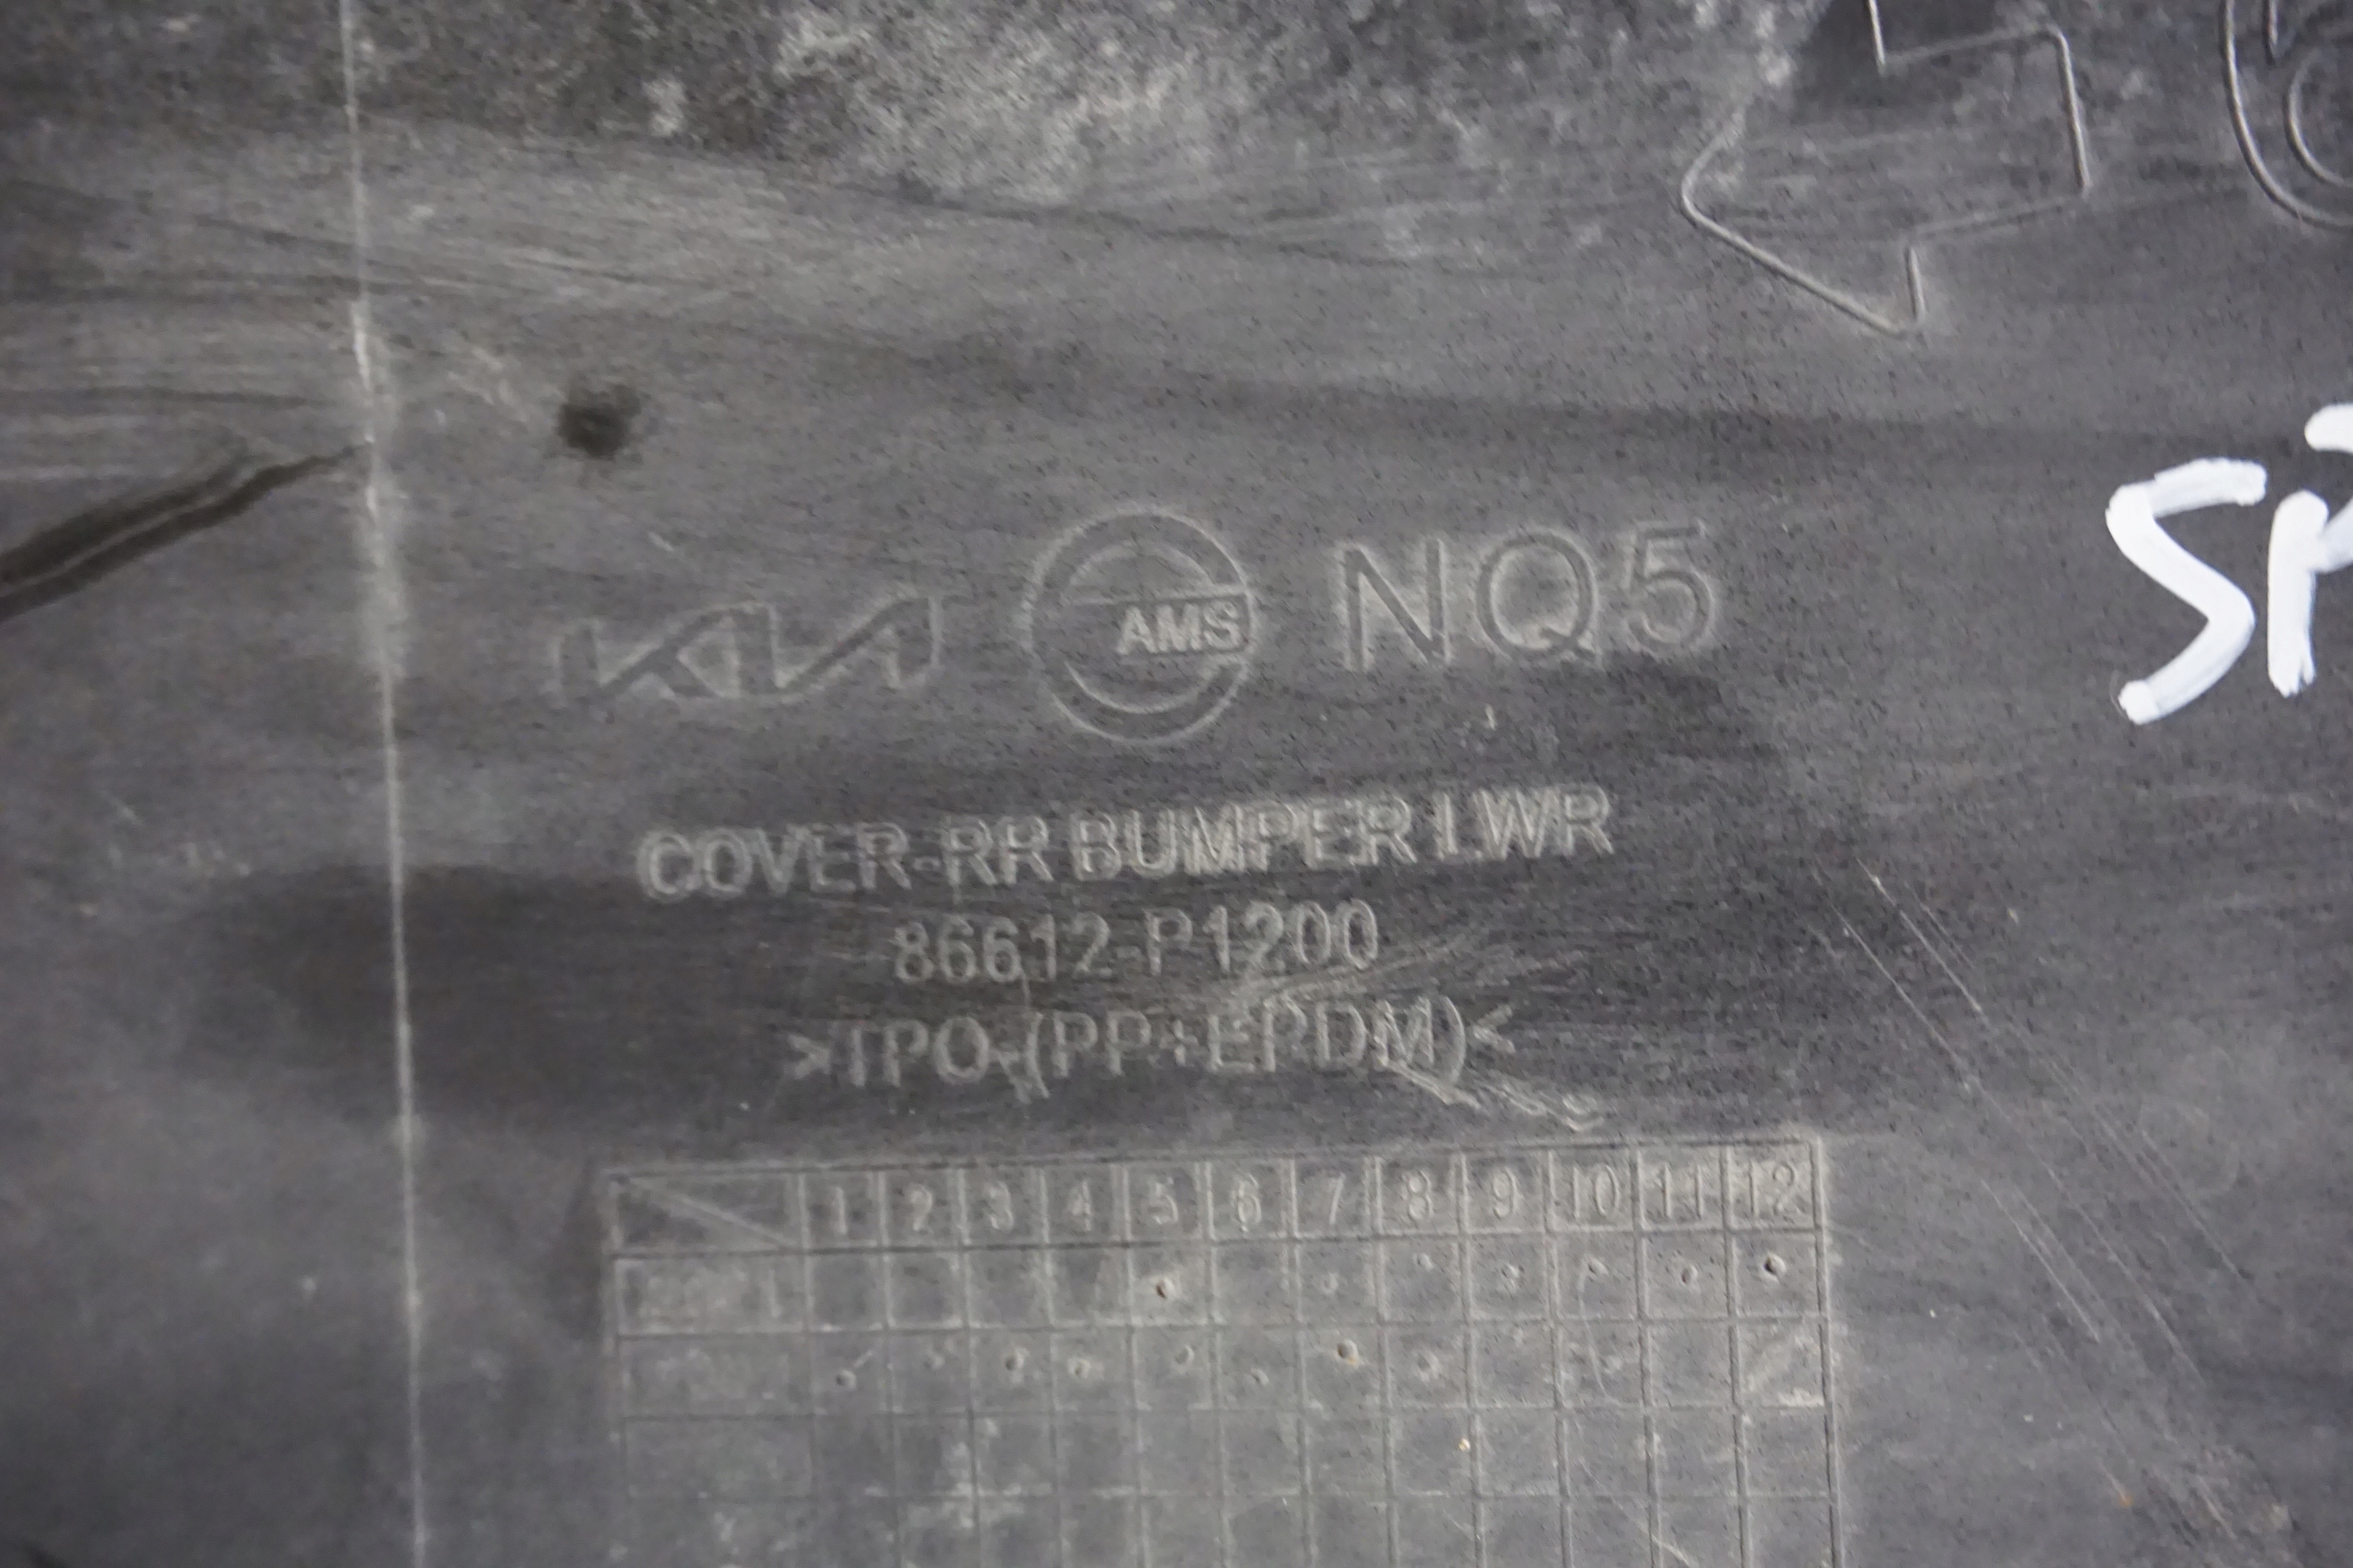 KIA AMS NQ5
SP
COVER-RR BUMPER LWR
86612-P1200
>TPO-(PP+EPDM)<
1 2 3 4 5 6 7 8 9 10 11 12